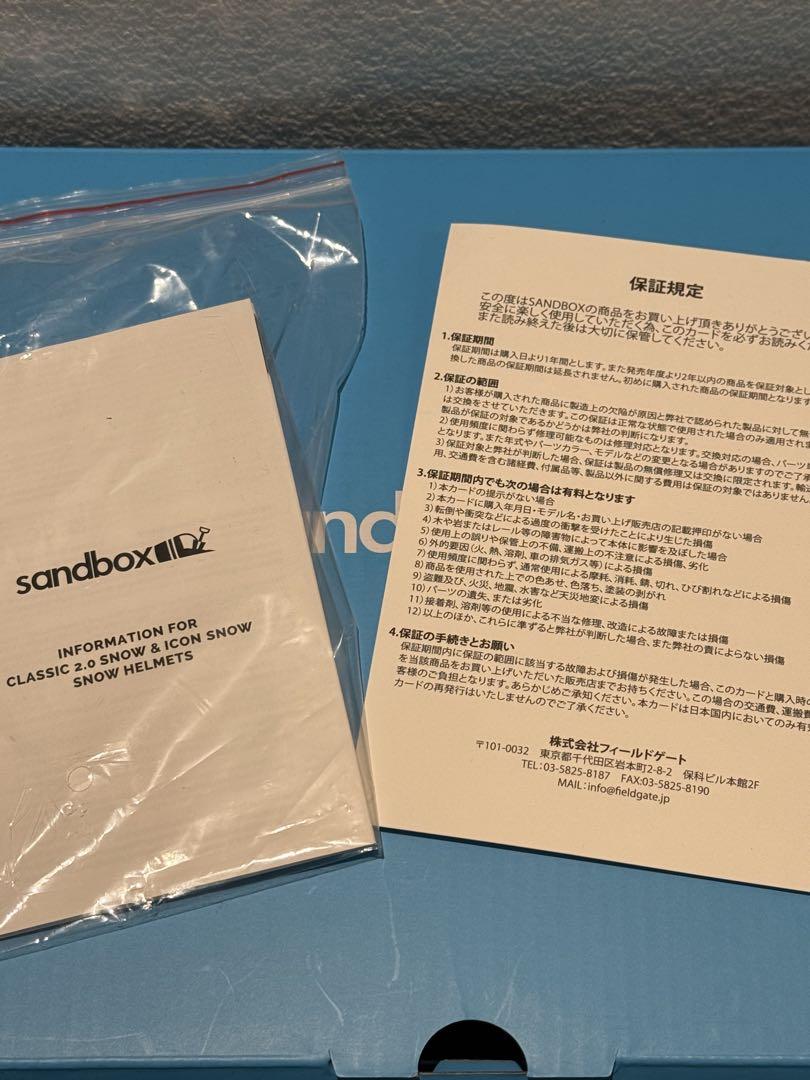 sandbox
INFORMATION FOR
CLASSIC 2.0 SNOW & ICON SNOW
SNOW HELMETS
nd
保証規定
この度はSANDBOXの商品をお買い上げ頂きありがとうござい
安全に楽しく使用していただく為、このカードを必ずお読みく
また読み終えた後は大切に保管してください。
1.保証期間
保証期間は購入日より1年間とします。また発売年度より2年以内の商品を保証対象とし
換した商品の保証期間は延長されません。初めに購入された商品の保証期間となります
2.保証の範囲
1）お客様が購入された商品に製造上の欠陥が原因と弊社で認められた製品に対して無
は交換をさせていただきます。この保証は正常な状態で使用された場合のみ適用されま
製品が保証の対象であるかどうかは弊社の判断になります。
2）使用頻度に関わらず修理可能なものは修理対応となります。交換対応の場合、パーツ
となります。また年式やパーツカラー、モデルなどの変更となる場合がありますのでご了承
3）保証対象と弊社が判断した場合、保証は製品の無償修理又は交換に限定されます。輸送
用、交通費を含む諸経費、付属品等、製品以外に関する費用は保証の対象ではありません
3.保証期間内でも次の場合は有料となります
1）本カードの提示がない場合
2）本カードに購入年月日・モデル名・お買い上げ販売店の記載押印がない場合
3）転倒や衝突などによる過度の衝撃を受けたことにより生じた損傷
4）木や岩またはレール等の障害物によって本体に影響を及ぼした場合
5）使用上の誤りや保管上の不備、運搬上の不注意による損傷、劣化
6）外的要因（火、熱、溶剤、車の排気ガス等）による損傷
7）使用頻度に関わらず、通常使用による摩耗、消耗、錆、切れ、ひび割れなどによる損傷
8）商品を使用された上での色あせ、色落ち、塗装の剥がれ
9）盗難及び、火災、地震、水害など天災地変による損傷
10）パーツの遺失、または劣化
11）接着剤、溶剤等の使用による不当な修理、改造による故障または損傷
12）以上のほか、これらに準ずると弊社が判断した場合、また弊社の責によらない損傷
4.保証の手続きとお願い
保証期間内に保証の範囲に該当する故障および損傷が発生した場合、このカードと購入時の
を当該商品をお買い上げいただいた販売店までお持ちください。この場合の交通費、運搬費
客様のご負担となります。あらかじめご承知ください。本カードは日本国内においてのみ有効
カードの再発行はいたしませんのでご了承ください。
株式会社フィールドゲート
〒101-0032 東京都千代田区岩本町2-8-2 保科ビル本館2F
TEL：03-5825-8187 FAX:03-5825-8190
MAIL：info@fieldgate.jp